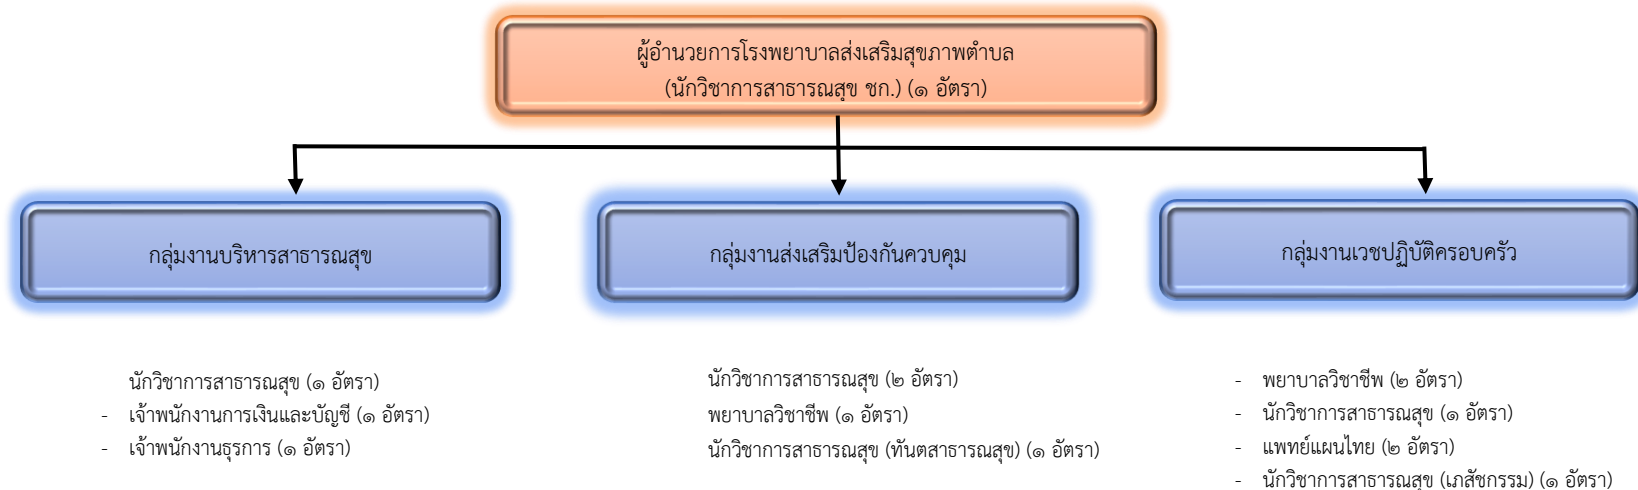 ผู้อำนวยการโรงพยาบาลส่งเสริมสุขภาพตำบล
(นักวิชาการสาธารณสุข ชก.) (๑ อัตรา)
กลุ่มงานบริหารสาธารณสุข
กลุ่มงานส่งเสริมป้องกันควบคุม
กลุ่มงานเวชปฏิบัติครอบครัว
นักวิชาการสาธารณสุข (๑ อัตรา)
- เจ้าพนักงานการเงินและบัญชี (๑ อัตรา)
- เจ้าพนักงานธุรการ (๑ อัตรา)
นักวิชาการสาธารณสุข (๒ อัตรา)
พยาบาลวิชาชีพ (๑ อัตรา)
นักวิชาการสาธารณสุข (ทันตสาธารณสุข) (๑ อัตรา)
- พยาบาลวิชาชีพ (๒ อัตรา)
- นักวิชาการสาธารณสุข (๑ อัตรา)
- แพทย์แผนไทย (๒ อัตรา)
- นักวิชาการสาธารณสุข (เภสัชกรรม) (๑ อัตรา)